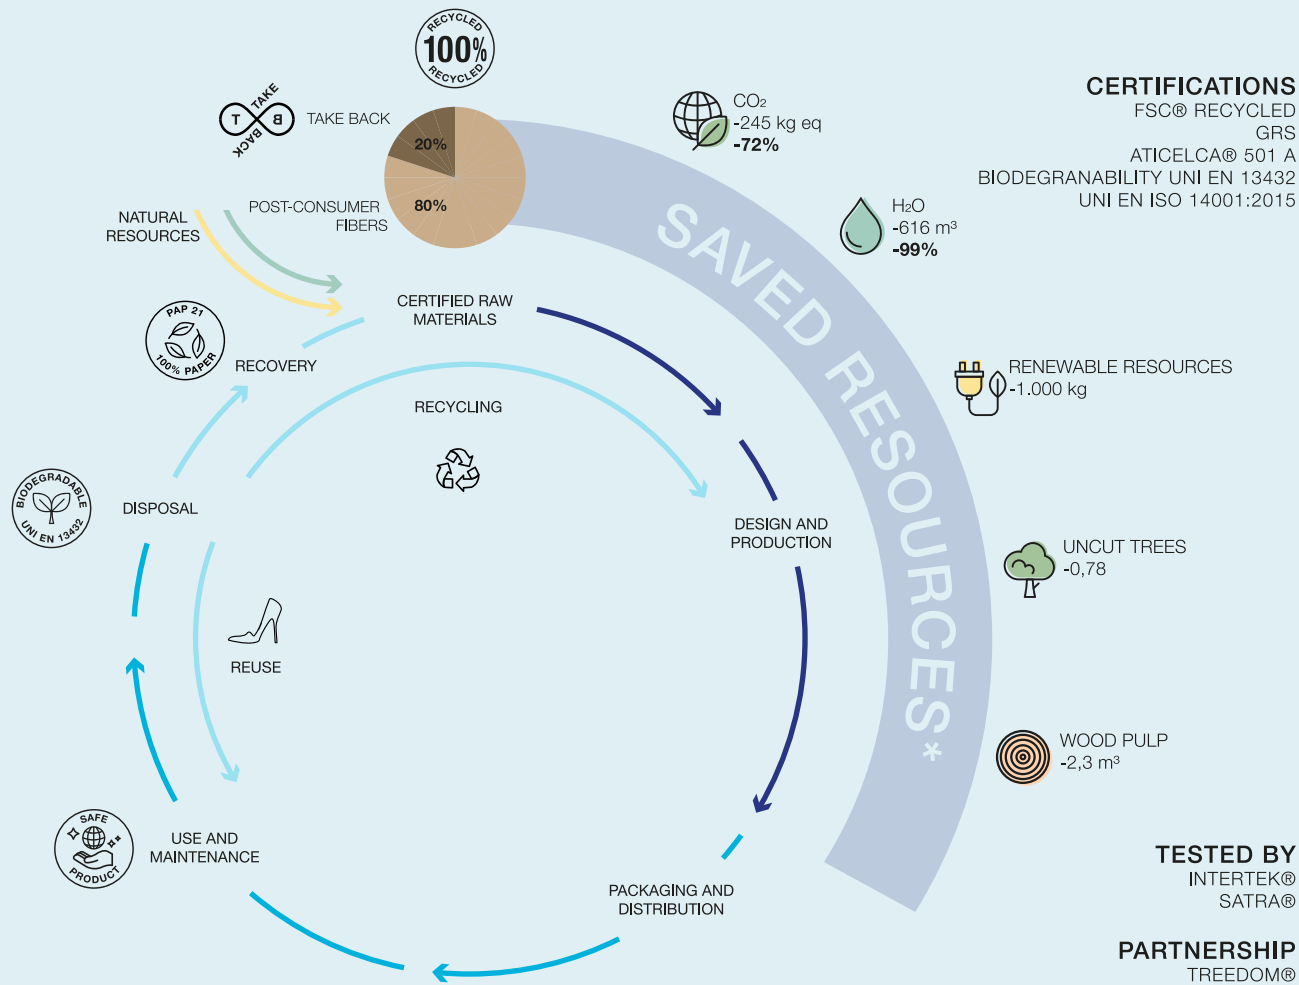 RECYCLED
100%
RECYCLED
TAKE
T B
BACK
TAKE BACK
20%
80%
POST-CONSUMER
FIBERS
NATURAL
RESOURCES
CO₂
-245 kg eq
-72%
H₂O
-616 m³
-99%
CERTIFICATIONS
FSC® RECYCLED
GRS
ATICELCA® 501 A
BIODEGRANABILITY UNI EN 13432
UNI EN ISO 14001:2015
SAVED RESOURCES*
CERTIFIED RAW
MATERIALS
PAP 21
100% PAPER
RECOVERY
RECYCLING
RENEWABLE RESOURCES
-1.000 kg
BIODEGRADABLE
UNI EN 13432
DISPOSAL
DESIGN AND
PRODUCTION
UNCUT TREES
-0,78
REUSE
WOOD PULP
-2,3 m³
SAFE
PRODUCT
USE AND
MAINTENANCE
PACKAGING AND
DISTRIBUTION
TESTED BY
INTERTEK®
SATRA®
PARTNERSHIP
TREEDOM®